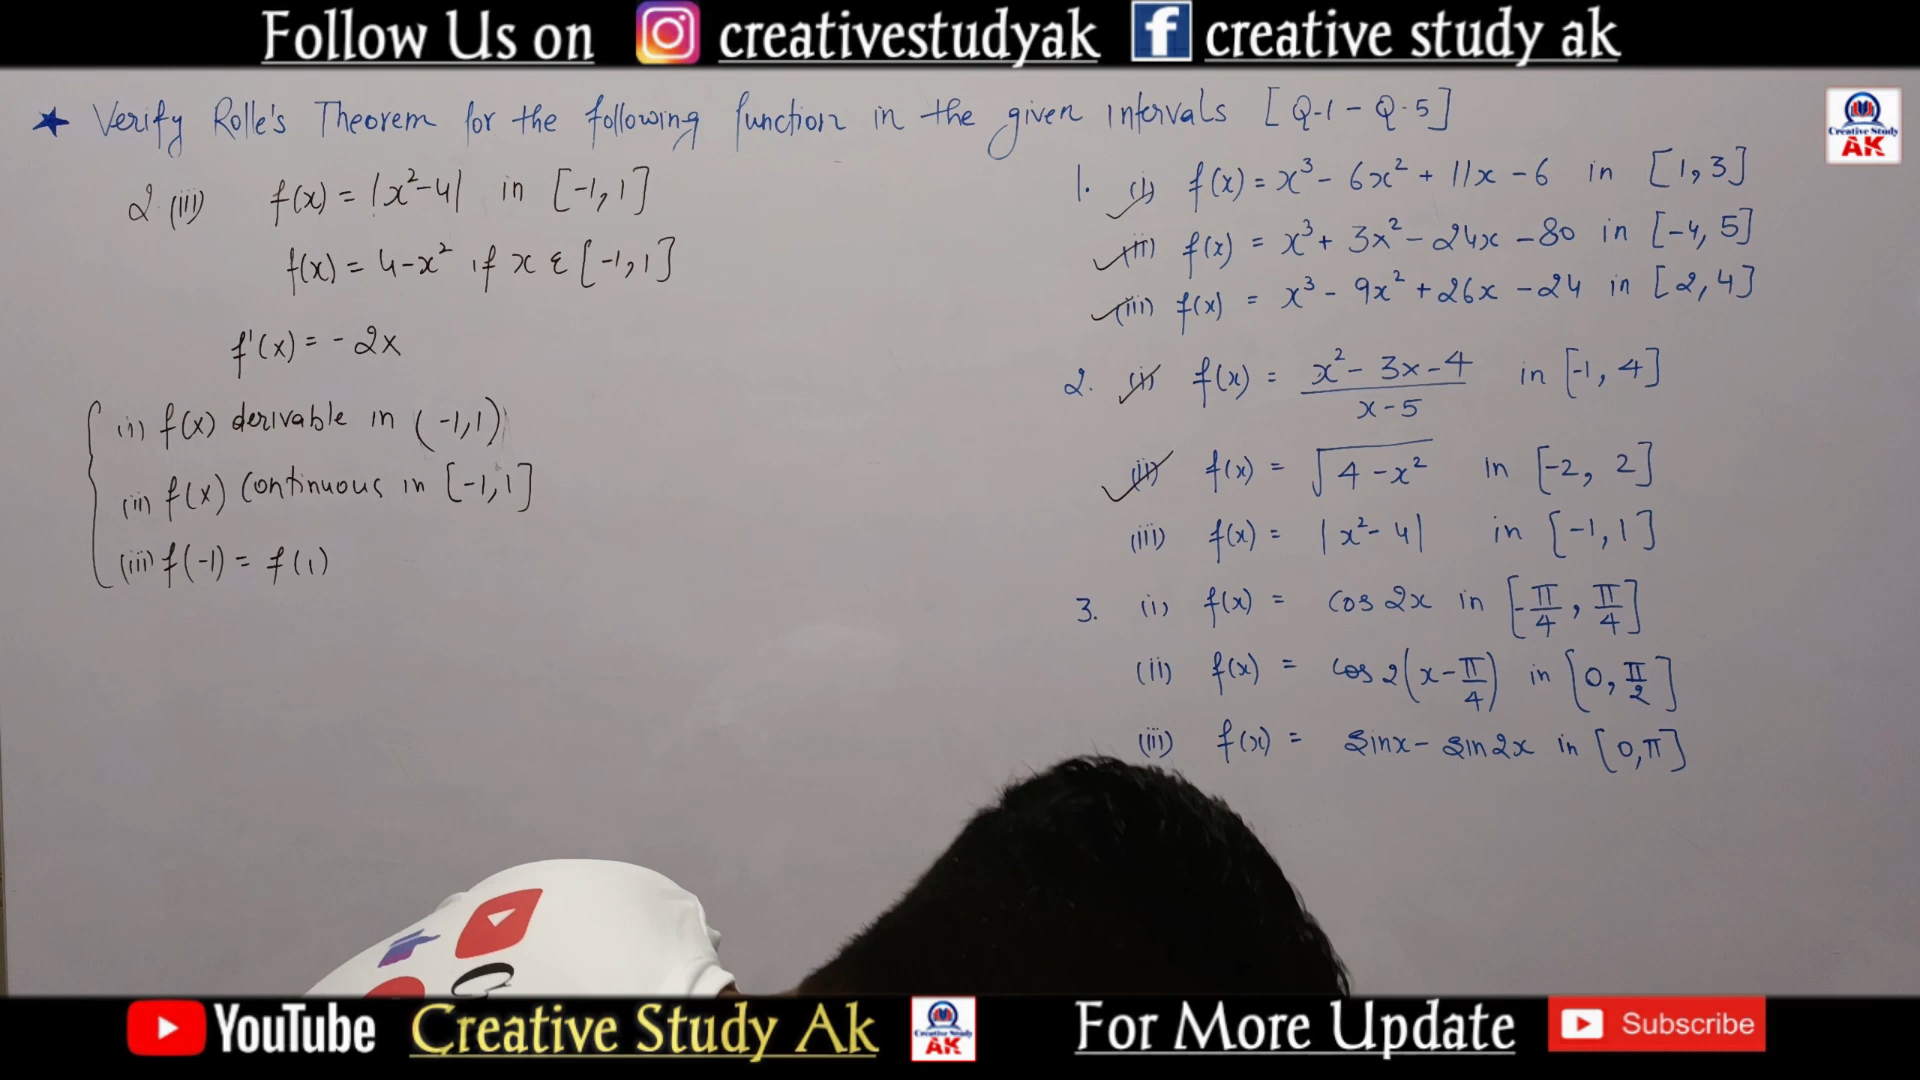 Follow Us on creativestudyak creative study ak
Creative Study
AK
★ Verify Rolle's Theorem for the following function in the given intervals [Q.1 - Q.5]
2 (iii) f(x) = |x²-4| in [-1,1]
f(x) = 4-x² if x ε [-1,1]
f'(x) = -2x
(i) f(x) derivable in (-1,1)
(ii) f(x) continuous in [-1,1]
(iii) f(-1) = f(1)
1. (i) f(x) = x³ - 6x² + 11x - 6 in [1,3]
(ii) f(x) = x³ + 3x² - 24x - 80 in [-4, 5]
(iii) f(x) = x³ - 9x² + 26x - 24 in [2,4]
2. (i) f(x) = x² - 3x - 4 in [-1, 4]
x - 5
(ii) f(x) = √4 - x² in [-2, 2]
(iii) f(x) = |x² - 4| in [-1,1]
3. (i) f(x) = cos 2x in [-π/4, π/4]
(ii) f(x) = cos 2(x - π/4) in [0, π/2]
(iii) f(x) = sinx - sin2x in [0,π]
YouTube Creative Study Ak Creative Study AK For More Update Subscribe